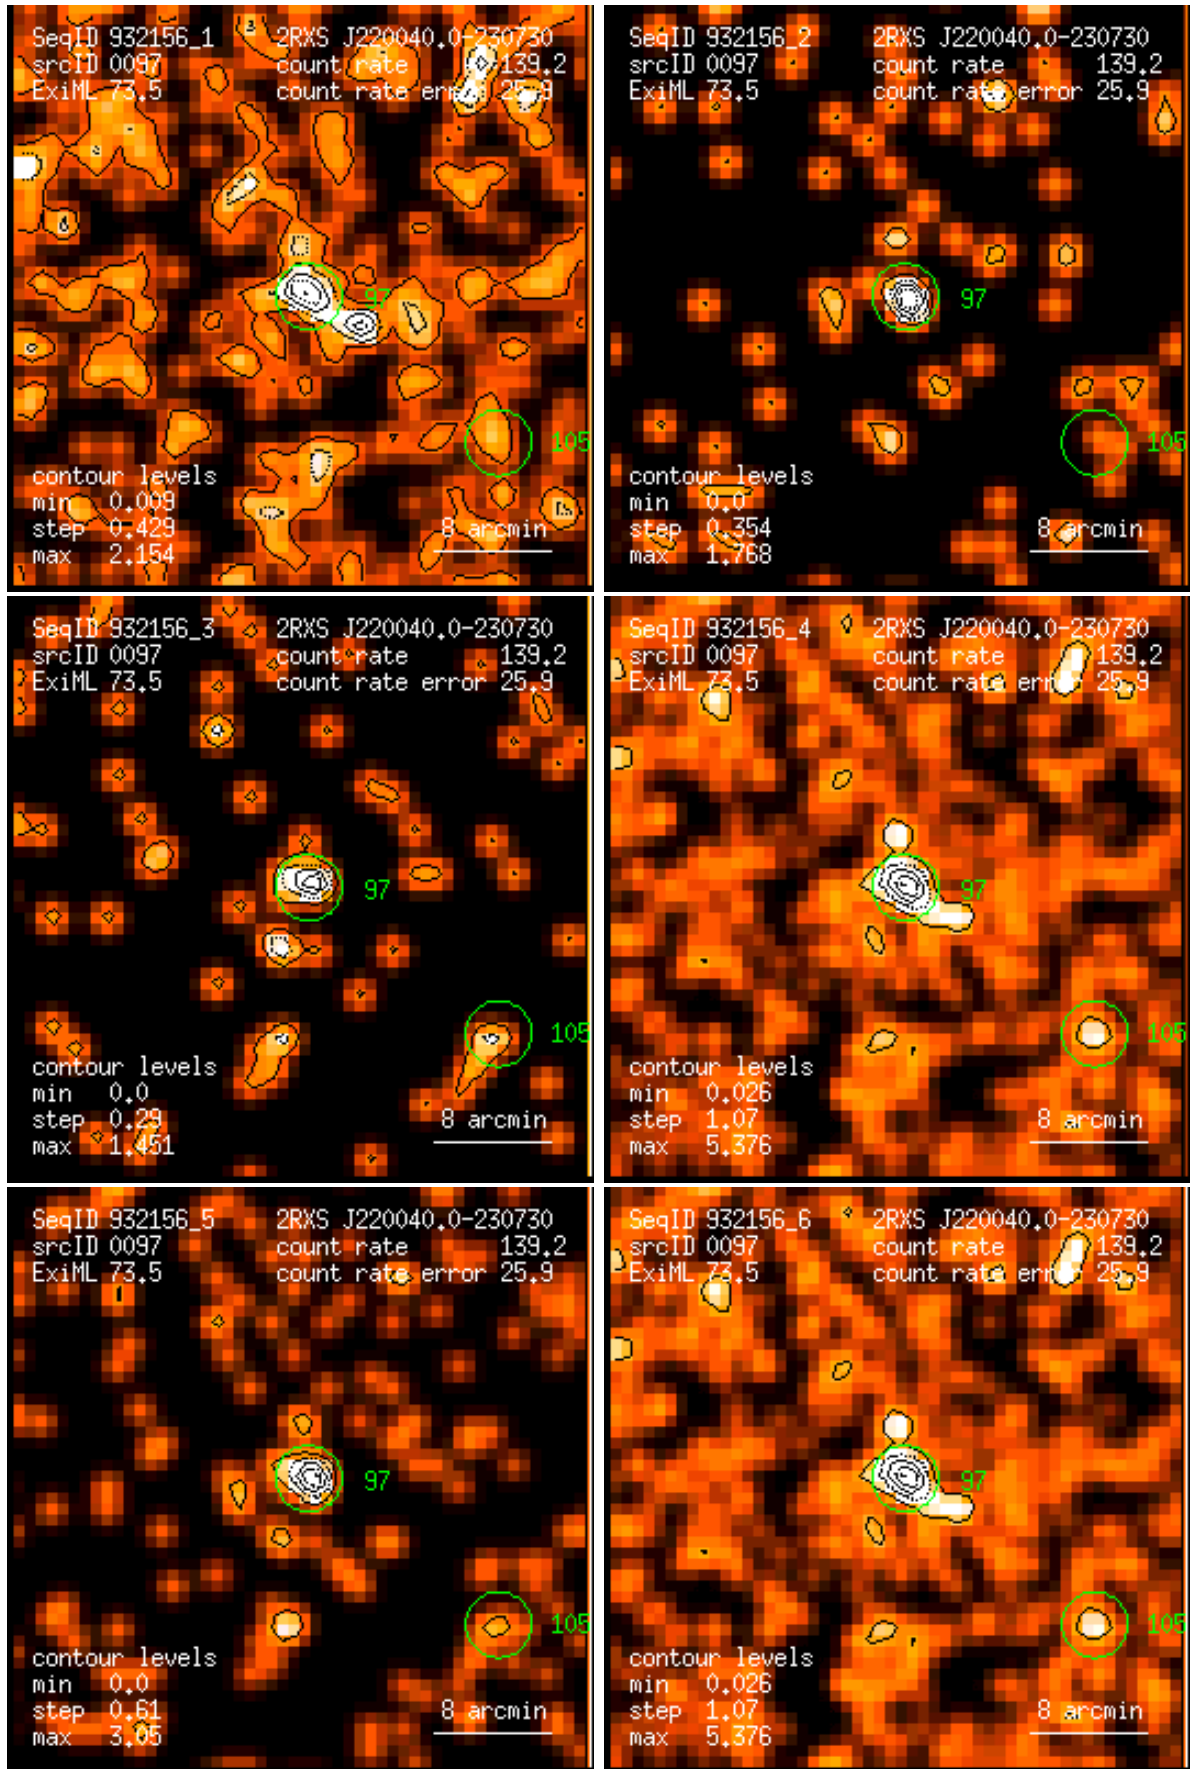 SeqID 932156_1 2RXS J220040.0-230730
srcID 0097 count rate 139.2
ExiML 73.5 count rate error 25.9
97
105
contour levels
min 0.009
step 0.429 8 arcmin
max 2.154
SeqID 932156_2 2RXS J220040.0-230730
srcID 0097 count rate 139.2
ExiML 73.5 count rate error 25.9
97
105
contour levels
min 0.0
step 0.354 8 arcmin
max 1.768
SeqID 932156_3 2RXS J220040.0-230730
srcID 0097 count rate 139.2
ExiML 73.5 count rate error 25.9
97
105
contour levels
min 0.0
step 0.29 8 arcmin
max 1.451
SeqID 932156_4 2RXS J220040.0-230730
srcID 0097 count rate 139.2
ExiML 73.5 count rate error 25.9
97
105
contour levels
min 0.026
step 1.07 8 arcmin
max 5.376
SeqID 932156_5 2RXS J220040.0-230730
srcID 0097 count rate 139.2
ExiML 73.5 count rate error 25.9
97
105
contour levels
min 0.0
step 0.61 8 arcmin
max 3.05
SeqID 932156_6 2RXS J220040.0-230730
srcID 0097 count rate 139.2
ExiML 73.5 count rate error 25.9
97
105
contour levels
min 0.026
step 1.07 8 arcmin
max 5.376